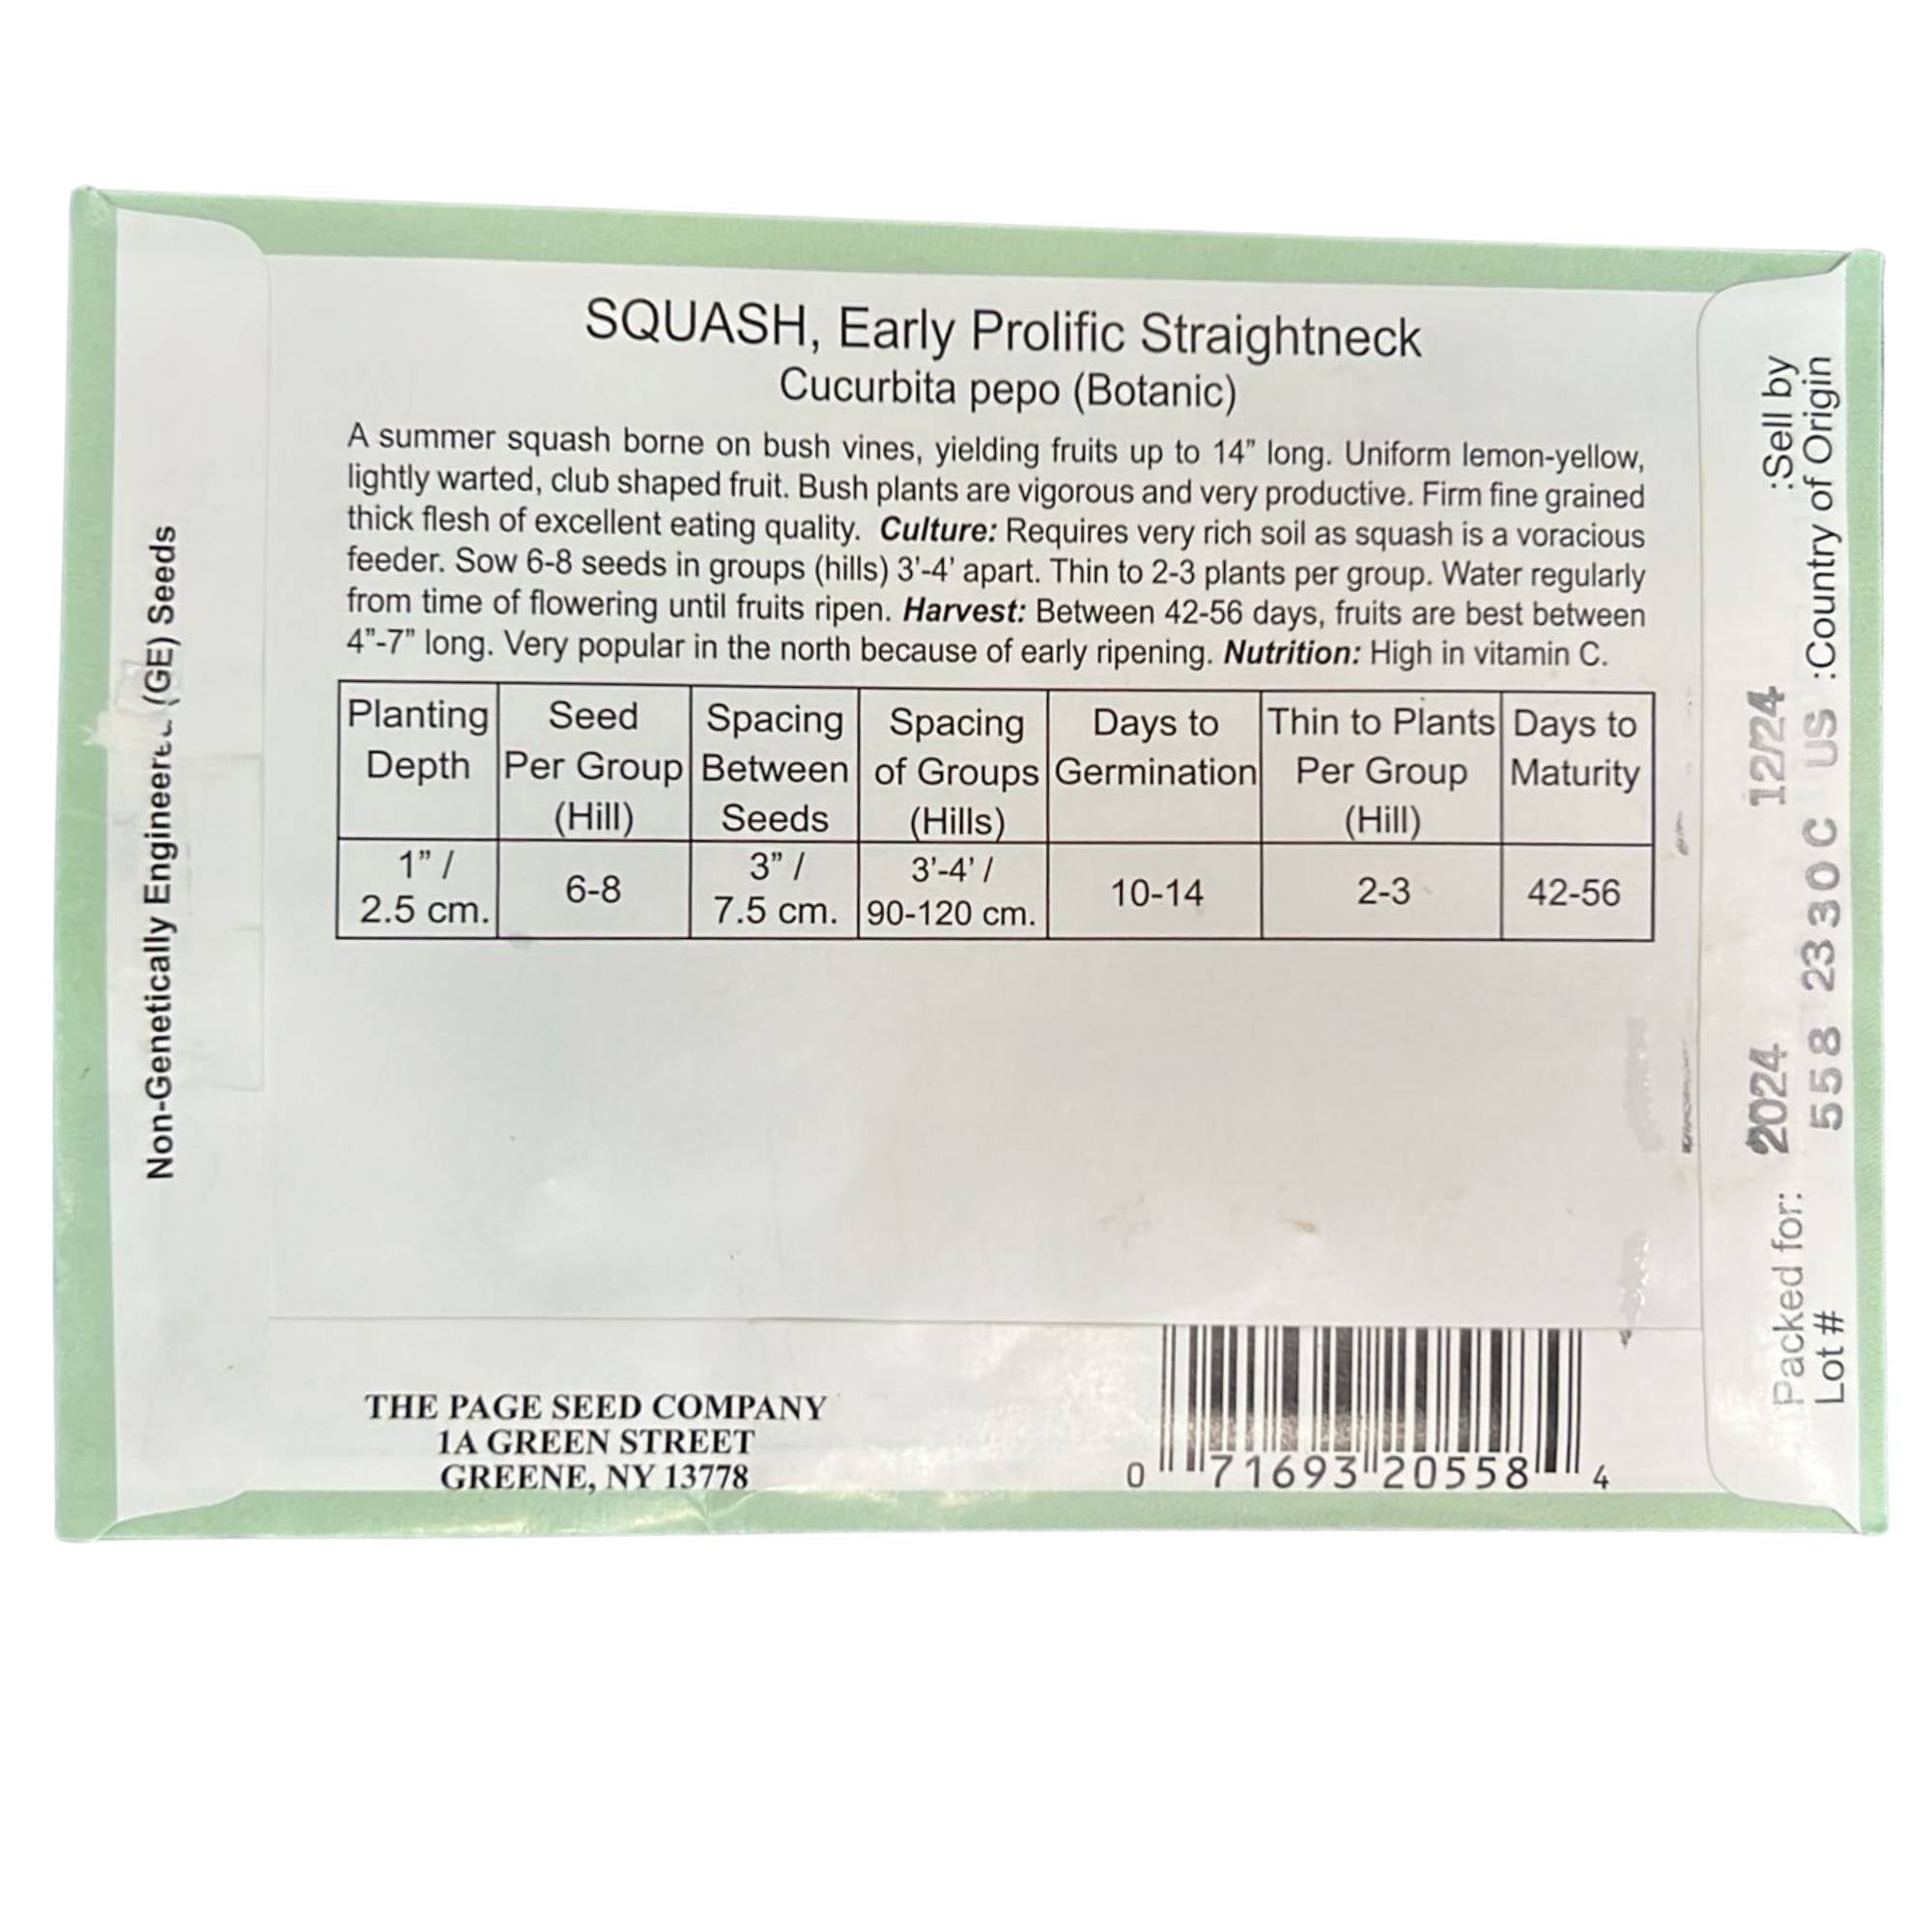 SQUASH, Early Prolific Straightneck
Cucurbita pepo (Botanic)
A summer squash borne on bush vines, yielding fruits up to 14” long. Uniform lemon-yellow,
lightly warted, club shaped fruit. Bush plants are vigorous and very productive. Firm fine grained
thick flesh of excellent eating quality. Culture: Requires very rich soil as squash is a voracious
feeder. Sow 6-8 seeds in groups (hills) 3'-4' apart. Thin to 2-3 plants per group. Water regularly
from time of flowering until fruits ripen. Harvest: Between 42-56 days, fruits are best between
4”-7” long. Very popular in the north because of early ripening. Nutrition: High in vitamin C.
Planting Depth
Seed Per Group (Hill)
Spacing Between Seeds
Spacing of Groups (Hills)
Days to Germination
Thin to Plants Per Group (Hill)
Days to Maturity
1” / 2.5 cm.
6-8
3” / 7.5 cm.
3'-4' / 90-120 cm.
10-14
2-3
42-56
THE PAGE SEED COMPANY
1A GREEN STREET
GREENE, NY 13778
0 71693 20558 4
Non-Genetically Engineered (GE) Seeds
Packed for: 2024 12/24 :Sell by
Lot # 558 2330C US :Country of Origin